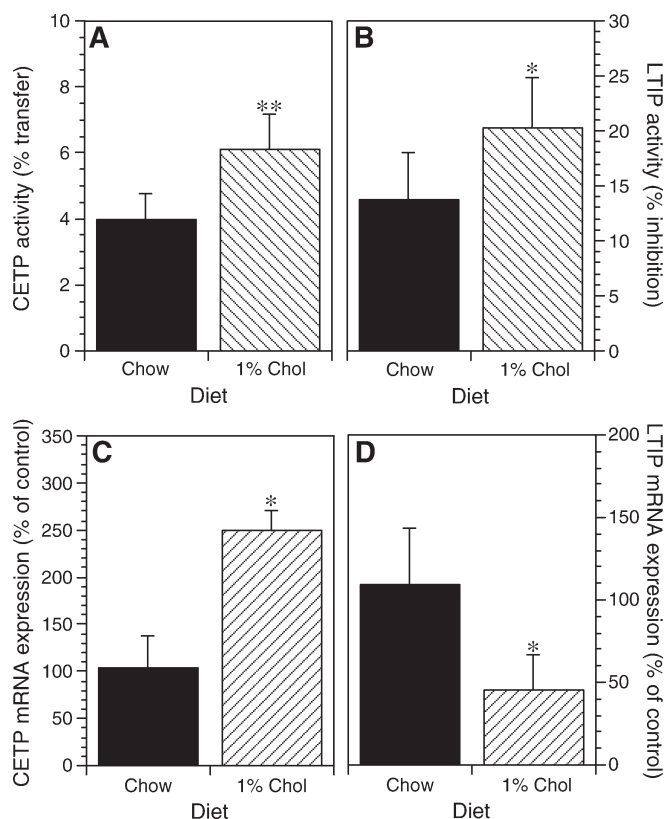 A
CETP activity (% transfer)
10
8
6
4
2
0
**
Chow
1% Chol
Diet
B
LTIP activity (% inhibition)
30
25
20
15
10
5
0
*
Chow
1% Chol
Diet
C
CETP mRNA expression (% of control)
350
300
250
200
150
100
50
0
*
Chow
1% Chol
Diet
D
LTIP mRNA expression (% of control)
200
150
100
50
0
*
Chow
1% Chol
Diet